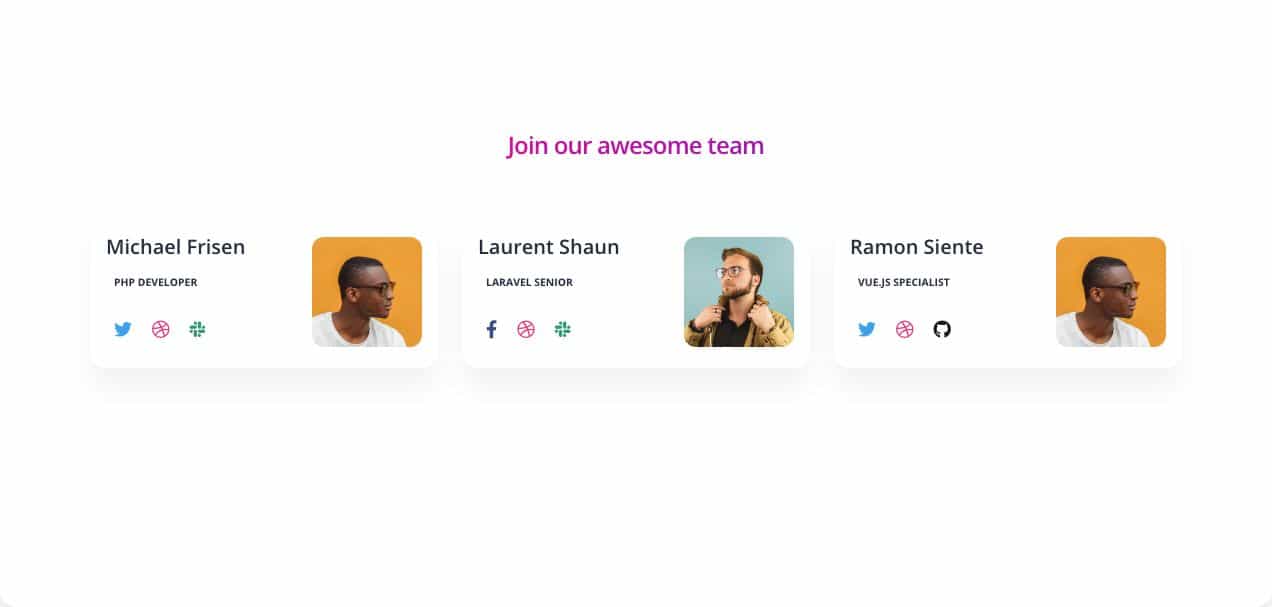 Join our awesome team
Michael Frisen
PHP DEVELOPER
Laurent Shaun
LARAVEL SENIOR
Ramon Siente
VUE.JS SPECIALIST